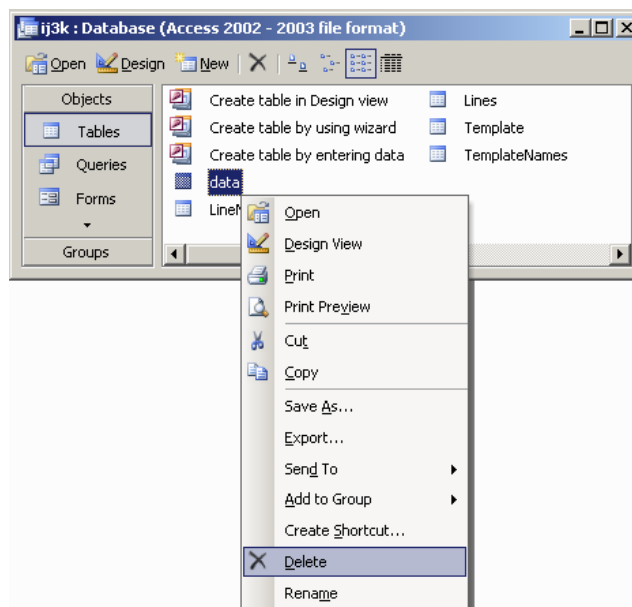 ij3k : Database (Access 2002 - 2003 file format)
Open Design New
Objects
Tables
Queries
Forms
Groups
Create table in Design view
Create table by using wizard
Create table by entering data
data
Lines
Template
TemplateNames
Open
Design View
Print
Print Preview
Cut
Copy
Save As...
Export...
Send To
Add to Group
Create Shortcut...
Delete
Rename